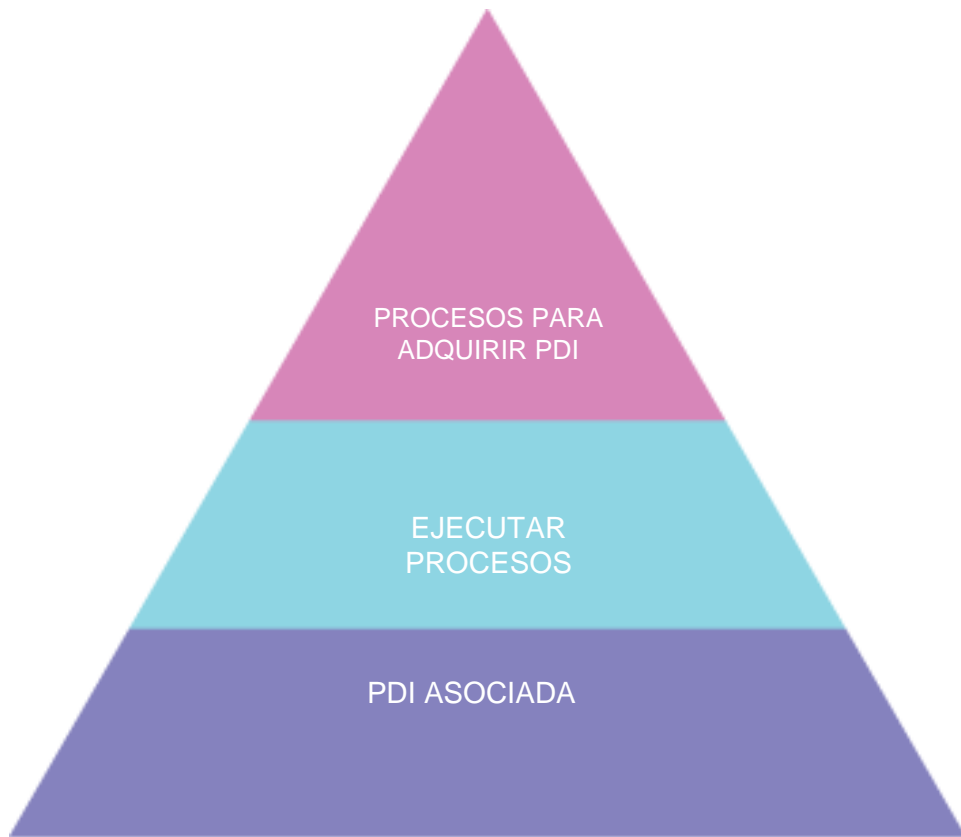 PROCESOS PARA
ADQUIRIR PDI
EJECUTAR
PROCESOS
PDI ASOCIADA